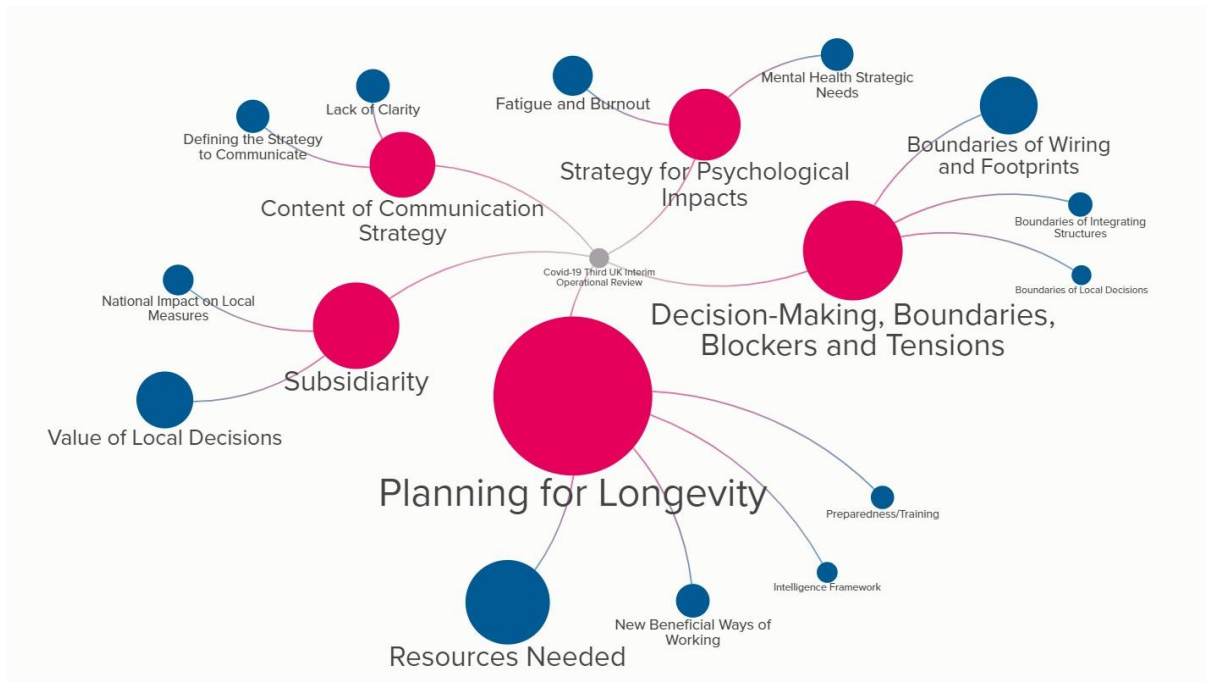 Lack of Clarity
Defining the Strategy
to Communicate
Content of Communication
Strategy
Fatigue and Burnout
Mental Health Strategic
Needs
Strategy for Psychological
Impacts
Boundaries of Wiring
and Footprints
Boundaries of Integrating
Structures
Boundaries of Local Decisions
Decision-Making, Boundaries,
Blockers and Tensions
Covid-19 Third UK Interim
Operational Review
National Impact on Local
Measures
Subsidiarity
Value of Local Decisions
Planning for Longevity
Preparedness/Training
Intelligence Framework
New Beneficial Ways of
Working
Resources Needed